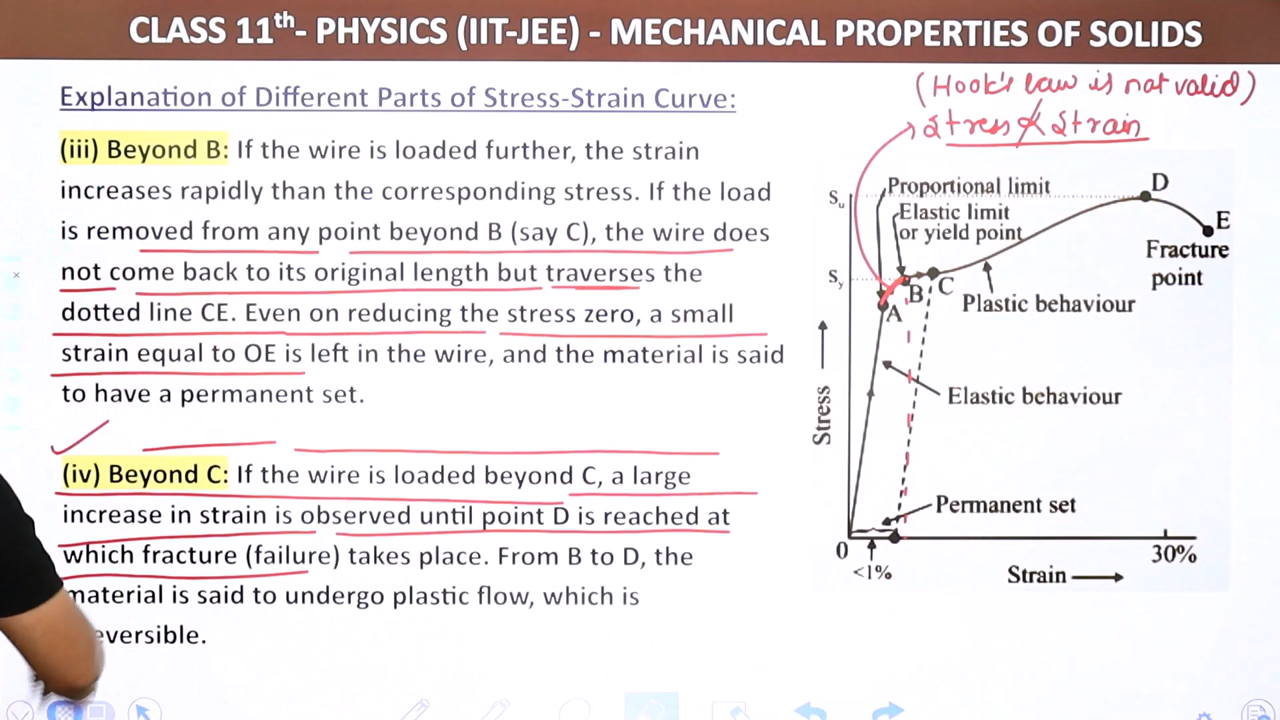 CLASS 11th- PHYSICS (IIT-JEE) - MECHANICAL PROPERTIES OF SOLIDS
Explanation of Different Parts of Stress-Strain Curve:
(iii) Beyond B: If the wire is loaded further, the strain
increases rapidly than the corresponding stress. If the load
is removed from any point beyond B (say C), the wire does
not come back to its original length but traverses the
dotted line CE. Even on reducing the stress zero, a small
strain equal to OE is left in the wire, and the material is said
to have a permanent set.
(iv) Beyond C: If the wire is loaded beyond C, a large
increase in strain is observed until point D is reached at
which fracture (failure) takes place. From B to D, the
material is said to undergo plastic flow, which is
eversible.
(Hook's law is not valid)
Stress ∝̸ Strain
Proportional limit
D
Su
Elastic limit
or yield point
E
Fracture
point
Sy
B
C
A
Plastic behaviour
Elastic behaviour
Stress
Permanent set
0
<1%
30%
Strain